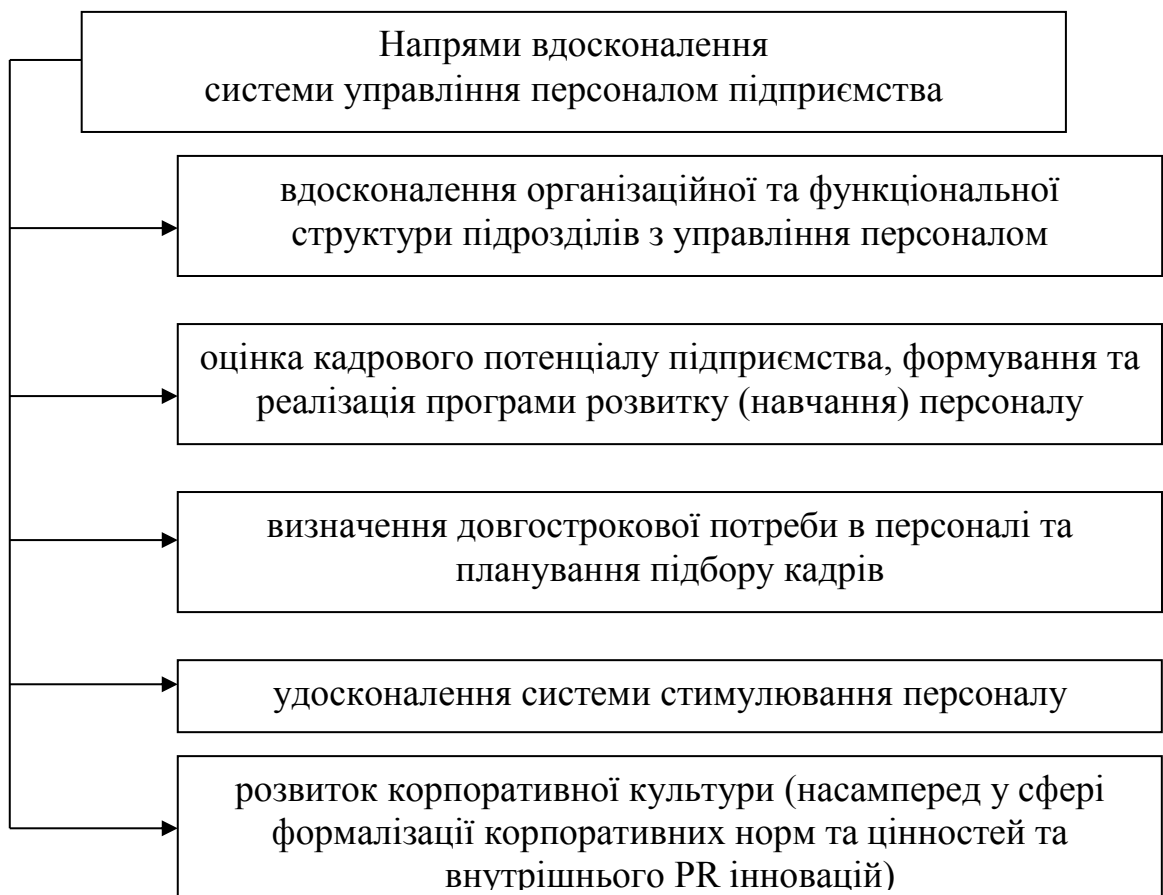 Напрями вдосконалення
системи управління персоналом підприємства
вдосконалення організаційної та функціональної
структури підрозділів з управління персоналом
оцінка кадрового потенціалу підприємства, формування та
реалізація програми розвитку (навчання) персоналу
визначення довгострокової потреби в персоналі та
планування підбору кадрів
удосконалення системи стимулювання персоналу
розвиток корпоративної культури (насамперед у сфері
формалізації корпоративних норм та цінностей та
внутрішнього PR інновацій)